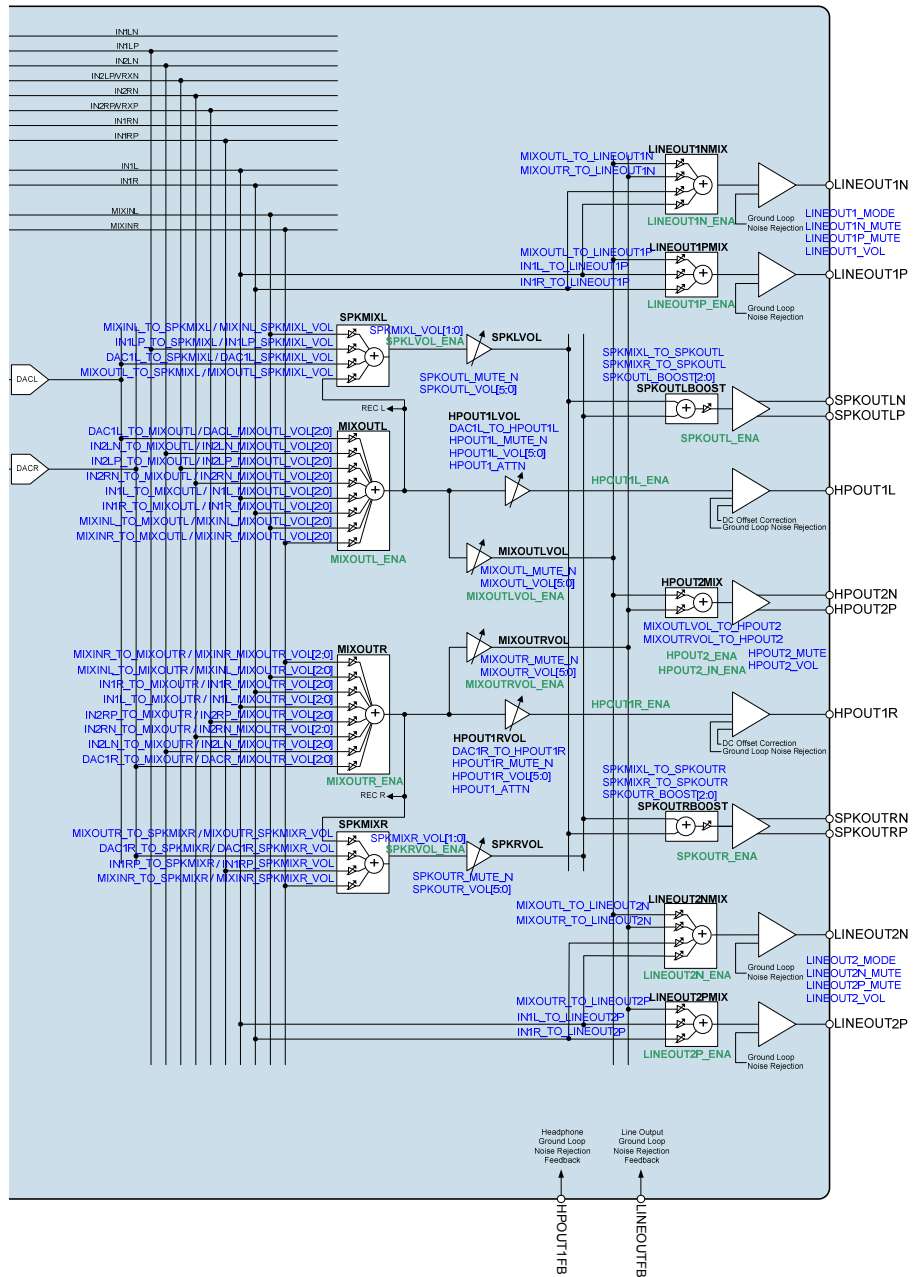 IN1LN
IN1LP
IN2LN
IN2LP/VRXN
IN2RN
IN2RP/VRXP
IN1RN
IN1RP
IN1L
IN1R
MIXINL
MIXINR
MIXOUTL_TO_LINEOUT1N
MIXOUTR_TO_LINEOUT1N
LINEOUT1NMIX
LINEOUT1N_ENA
Ground Loop
Noise Rejection
LINEOUT1N
LINEOUT1_MODE
LINEOUT1N_MUTE
LINEOUT1P_MUTE
LINEOUT1_VOL
MIXOUTL_TO_LINEOUT1P
IN1L_TO_LINEOUT1P
IN1R_TO_LINEOUT1P
LINEOUT1PMIX
LINEOUT1P_ENA
Ground Loop
Noise Rejection
LINEOUT1P
MIXINL_TO_SPKMIXL / MIXINL_SPKMIXL_VOL
IN1LP_TO_SPKMIXL / IN1LP_SPKMIXL_VOL
DAC1L_TO_SPKMIXL / DAC1L_SPKMIXL_VOL
MIXOUTL_TO_SPKMIXL / MIXOUTL_SPKMIXL_VOL
SPKMIXL
SPKMIXL_VOL[1:0]
SPKLVOL_ENA
SPKLVOL
SPKOUTL_MUTE_N
SPKOUTL_VOL[5:0]
SPKMIXL_TO_SPKOUTL
SPKMIXR_TO_SPKOUTL
SPKOUTL_BOOST[2:0]
SPKOUTLBOOST
SPKOUTL_ENA
SPKOUTLN
SPKOUTLP
DACL
REC L
MIXOUTL
DAC1L_TO_MIXOUTL / DACL_MIXOUTL_VOL[2:0]
IN2LN_TO_MIXOUTL / IN2LN_MIXOUTL_VOL[2:0]
IN2LP_TO_MIXOUTL / IN2LP_MIXOUTL_VOL[2:0]
IN2RN_TO_MIXOUTL / IN2RN_MIXOUTL_VOL[2:0]
IN1L_TO_MIXOUTL / IN1L_MIXOUTL_VOL[2:0]
IN1R_TO_MIXOUTL / IN1R_MIXOUTL_VOL[2:0]
MIXINL_TO_MIXOUTL / MIXINL_MIXOUTL_VOL[2:0]
MIXINR_TO_MIXOUTL / MIXINR_MIXOUTL_VOL[2:0]
MIXOUTL_ENA
DACR
HPOUT1LVOL
DAC1L_TO_HPOUT1L
HPOUT1L_MUTE_N
HPOUT1L_VOL[5:0]
HPOUT1_ATTN
HPOUT1L_ENA
DC Offset Correction
Ground Loop Noise Rejection
HPOUT1L
MIXOUTLVOL
MIXOUTL_MUTE_N
MIXOUTL_VOL[5:0]
MIXOUTLVOL_ENA
HPOUT2MIX
MIXOUTLVOL_TO_HPOUT2
MIXOUTRVOL_TO_HPOUT2
HPOUT2_ENA
HPOUT2_IN_ENA
HPOUT2_MUTE
HPOUT2_VOL
HPOUT2N
HPOUT2P
MIXOUTR
MIXINR_TO_MIXOUTR / MIXINR_MIXOUTR_VOL[2:0]
MIXINL_TO_MIXOUTR / MIXINL_MIXOUTR_VOL[2:0]
IN1R_TO_MIXOUTR / IN1R_MIXOUTR_VOL[2:0]
IN1L_TO_MIXOUTR / IN1L_MIXOUTR_VOL[2:0]
IN2RP_TO_MIXOUTR / IN2RP_MIXOUTR_VOL[2:0]
IN2RN_TO_MIXOUTR / IN2RN_MIXOUTR_VOL[2:0]
IN2LN_TO_MIXOUTR / IN2LN_MIXOUTR_VOL[2:0]
DAC1R_TO_MIXOUTR / DACR_MIXOUTR_VOL[2:0]
MIXOUTR_ENA
MIXOUTRVOL
MIXOUTR_MUTE_N
MIXOUTR_VOL[5:0]
MIXOUTRVOL_ENA
HPOUT1R_ENA
DC Offset Correction
Ground Loop Noise Rejection
HPOUT1R
HPOUT1RVOL
DAC1R_TO_HPOUT1R
HPOUT1R_MUTE_N
HPOUT1R_VOL[5:0]
HPOUT1_ATTN
REC R
SPKMIXR
MIXOUTR_TO_SPKMIXR / MIXOUTR_SPKMIXR_VOL
DAC1R_TO_SPKMIXR / DAC1R_SPKMIXR_VOL
IN1RP_TO_SPKMIXR / IN1RP_SPKMIXR_VOL
MIXINR_TO_SPKMIXR / MIXINR_SPKMIXR_VOL
SPKMIXR_VOL[1:0]
SPKRVOL_ENA
SPKRVOL
SPKOUTR_MUTE_N
SPKOUTR_VOL[5:0]
SPKMIXL_TO_SPKOUTR
SPKMIXR_TO_SPKOUTR
SPKOUTR_BOOST[2:0]
SPKOUTRBOOST
SPKOUTR_ENA
SPKOUTRN
SPKOUTRP
MIXOUTL_TO_LINEOUT2N
MIXOUTR_TO_LINEOUT2N
LINEOUT2NMIX
LINEOUT2N_ENA
Ground Loop
Noise Rejection
LINEOUT2N
LINEOUT2_MODE
LINEOUT2N_MUTE
LINEOUT2P_MUTE
LINEOUT2_VOL
MIXOUTR_TO_LINEOUT2P
IN1L_TO_LINEOUT2P
IN1R_TO_LINEOUT2P
LINEOUT2PMIX
LINEOUT2P_ENA
Ground Loop
Noise Rejection
LINEOUT2P
Headphone
Ground Loop
Noise Rejection
Feedback
Line Output
Ground Loop
Noise Rejection
Feedback
HPOUT1FB
LINEOUTFB